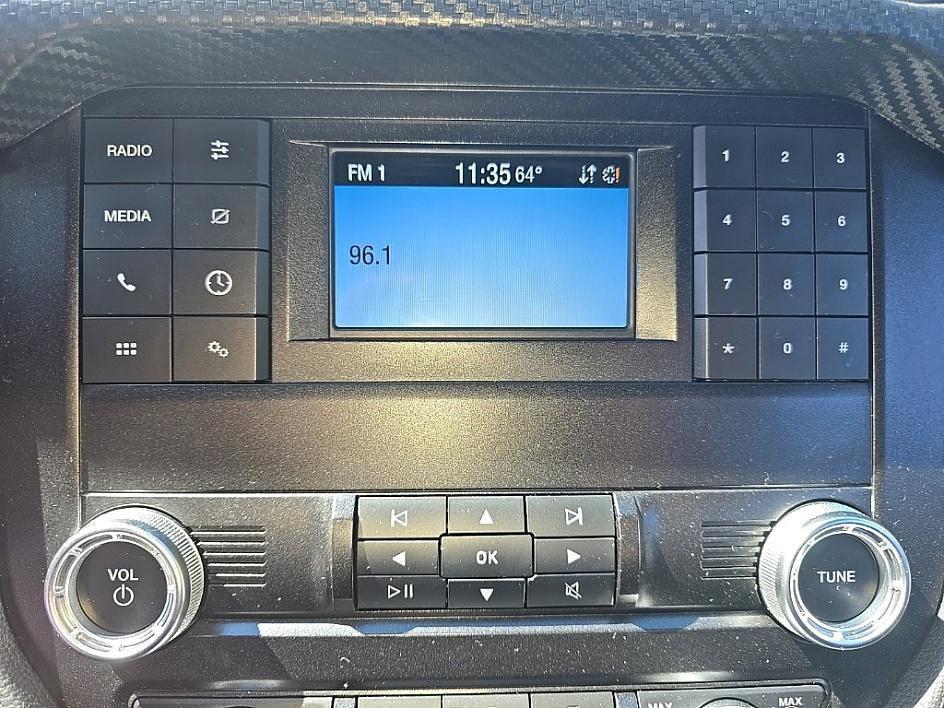 RADIO
MEDIA
FM 1 11:35 64°
96.1
1 2 3
4 5 6
7 8 9
* 0 #
VOL
OK
TUNE
MAX MAX